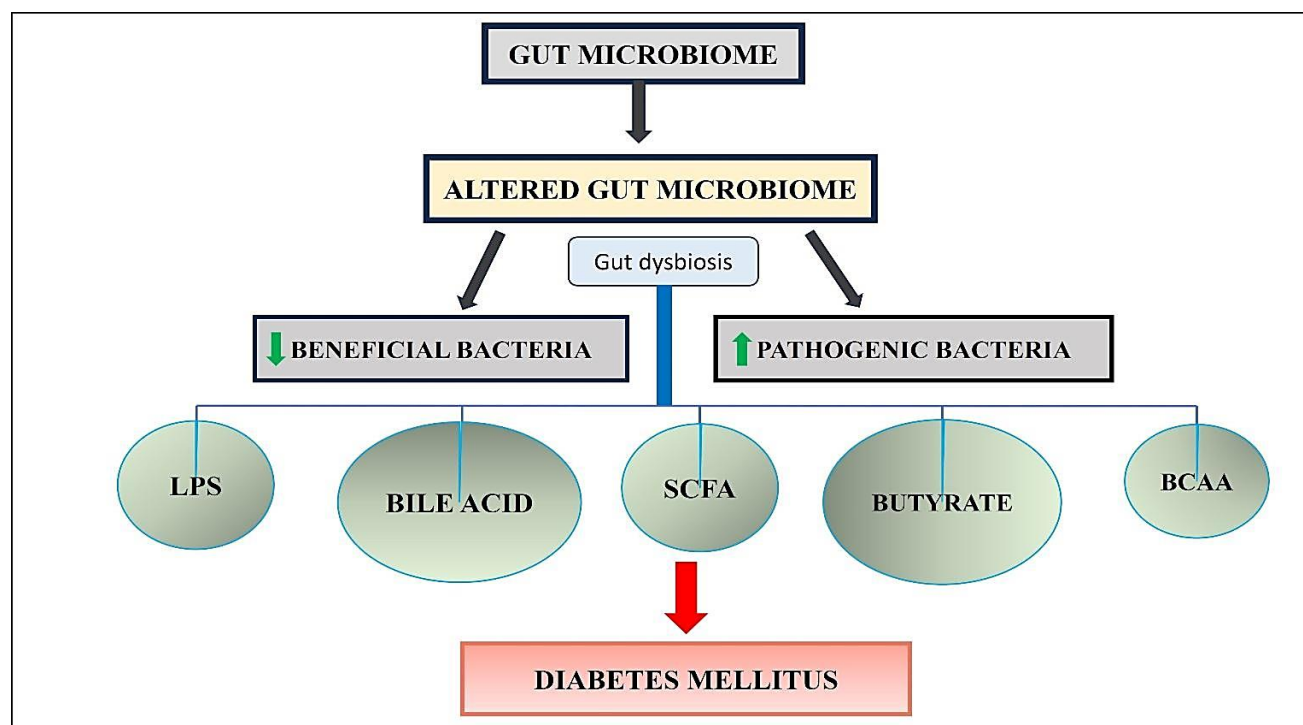 GUT MICROBIOME
ALTERED GUT MICROBIOME
Gut dysbiosis
BENEFICIAL BACTERIA
PATHOGENIC BACTERIA
LPS
BILE ACID
SCFA
BUTYRATE
BCAA
DIABETES MELLITUS